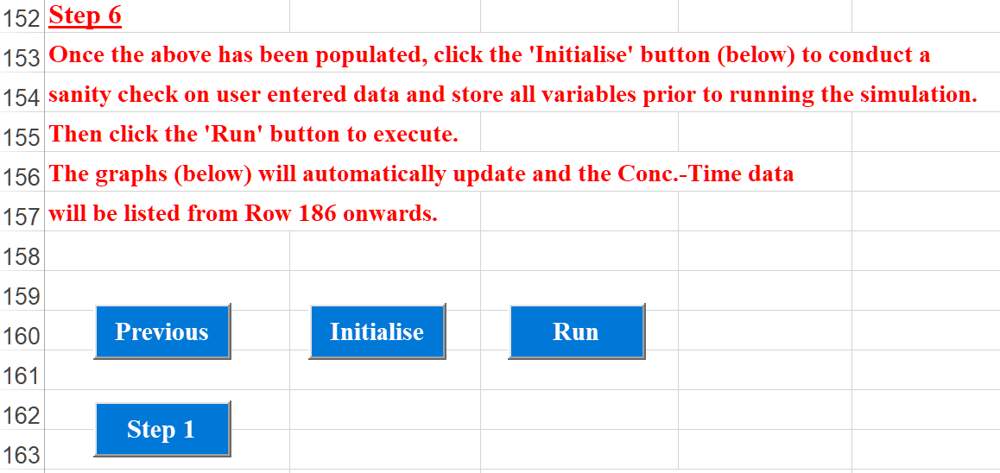 152 Step 6
153 Once the above has been populated, click the 'Initialise' button (below) to conduct a
154 sanity check on user entered data and store all variables prior to running the simulation.
155 Then click the 'Run' button to execute.
156 The graphs (below) will automatically update and the Conc.-Time data
157 will be listed from Row 186 onwards.
158
159
160 Previous Initialise Run
161
162
Step 1
163